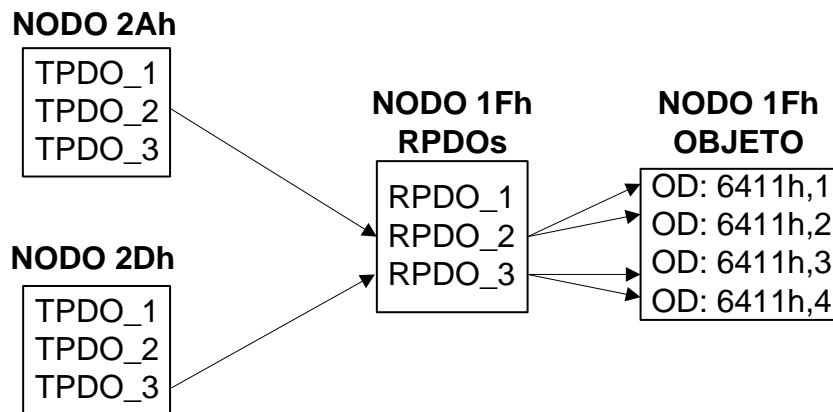 NODO 2Ah
TPDO_1
TPDO_2
TPDO_3
NODO 2Dh
TPDO_1
TPDO_2
TPDO_3
NODO 1Fh
RPDOs
RPDO_1
RPDO_2
RPDO_3
NODO 1Fh
OBJETO
OD: 6411h,1
OD: 6411h,2
OD: 6411h,3
OD: 6411h,4